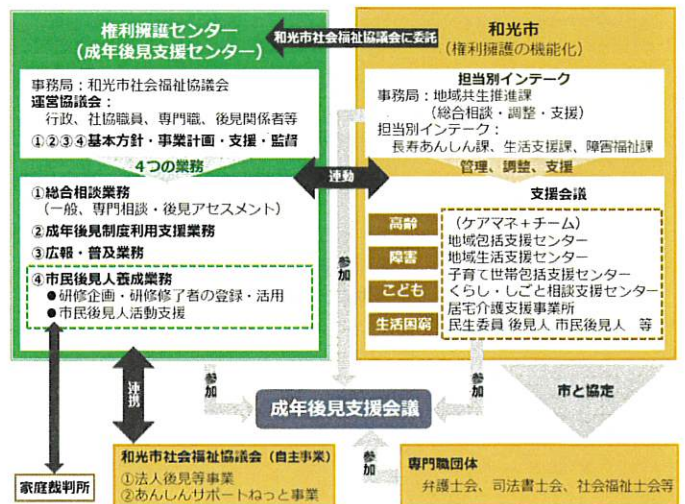 権利擁護センター
(成年後見支援センター)
和光市社会福祉協議会に委託
和光市
(権利擁護の機能化)
事務局:和光市社会福祉協議会
運営協議会:
行政、社協職員、専門職、後見関係者等
①②③④基本方針・事業計画・支援・監督
4つの業務
①総合相談業務
(一般、専門相談・後見アセスメント)
②成年後見制度利用支援業務
③広報・普及業務
④市民後見人養成業務
●研修企画・研修修了者の登録・活用
●市民後見人活動支援
連動
担当別インテーク
事務局:地域共生推進課
(総合相談・調整・支援)
担当別インテーク:
長寿あんしん課、生活支援課、障害福祉課
管理、調整、支援
支援会議
高齢
障害
こども
生活困窮
(ケアマネ+チーム)
地域包括支援センター
地域生活支援センター
子育て世帯包括支援センター
くらし・しごと相談支援センター
居宅介護支援事業所
民生委員 後見人 市民後見人 等
参加
連携
参加
成年後見支援会議
参加
市と協定
家庭裁判所
和光市社会福祉協議会(自主事業)
①法人後見等事業
②あんしんサポートねっと事業
参加
専門職団体
弁護士会、司法書士会、社会福祉士会等